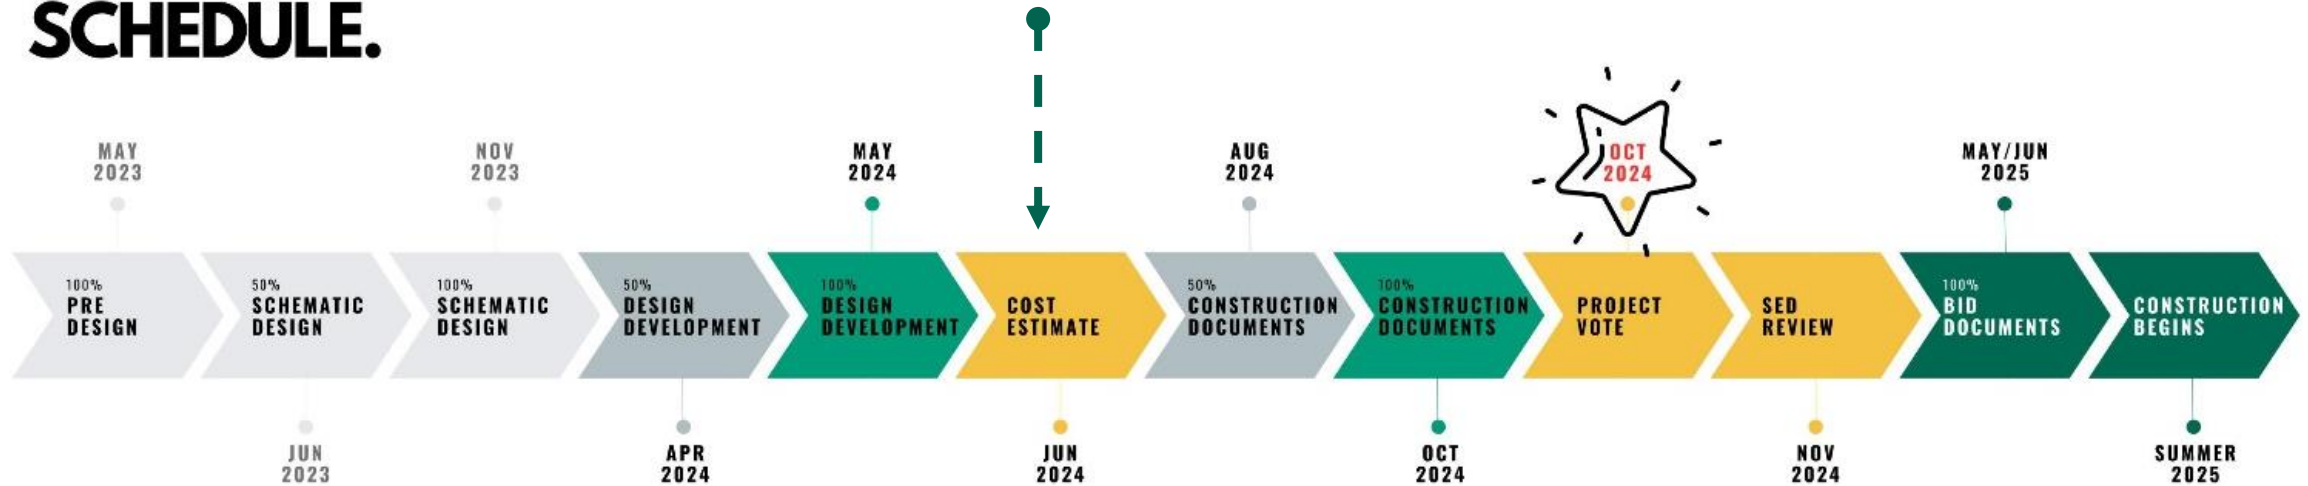 SCHEDULE.
MAY
2023
NOV
2023
MAY
2024
AUG
2024
OCT
2024
MAY/JUN
2025
100%
PRE
DESIGN
50%
SCHEMATIC
DESIGN
100%
SCHEMATIC
DESIGN
50%
DESIGN
DEVELOPMENT
100%
DESIGN
DEVELOPMENT
COST
ESTIMATE
50%
CONSTRUCTION
DOCUMENTS
100%
CONSTRUCTION
DOCUMENTS
PROJECT
VOTE
SED
REVIEW
100%
BID
DOCUMENTS
CONSTRUCTION
BEGINS
JUN
2023
APR
2024
JUN
2024
OCT
2024
NOV
2024
SUMMER
2025